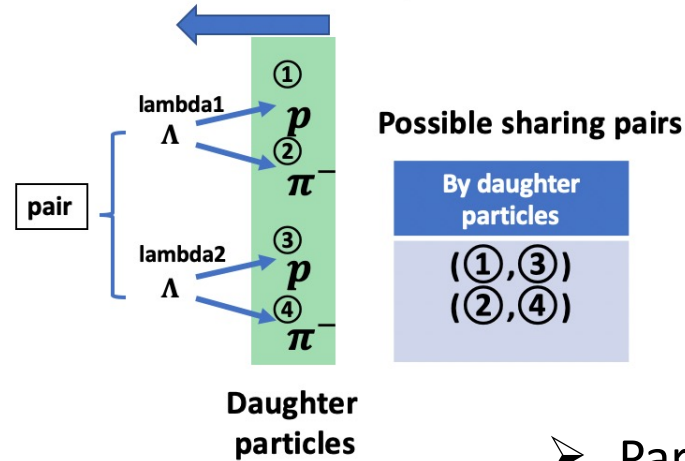 ①
lambda1
p
Λ
②
π⁻
pair
lambda2
③
p
Λ
④
π⁻
Daughter
particles
Possible sharing pairs
By daughter
particles
(①,③)
(②,④)
➢ Par